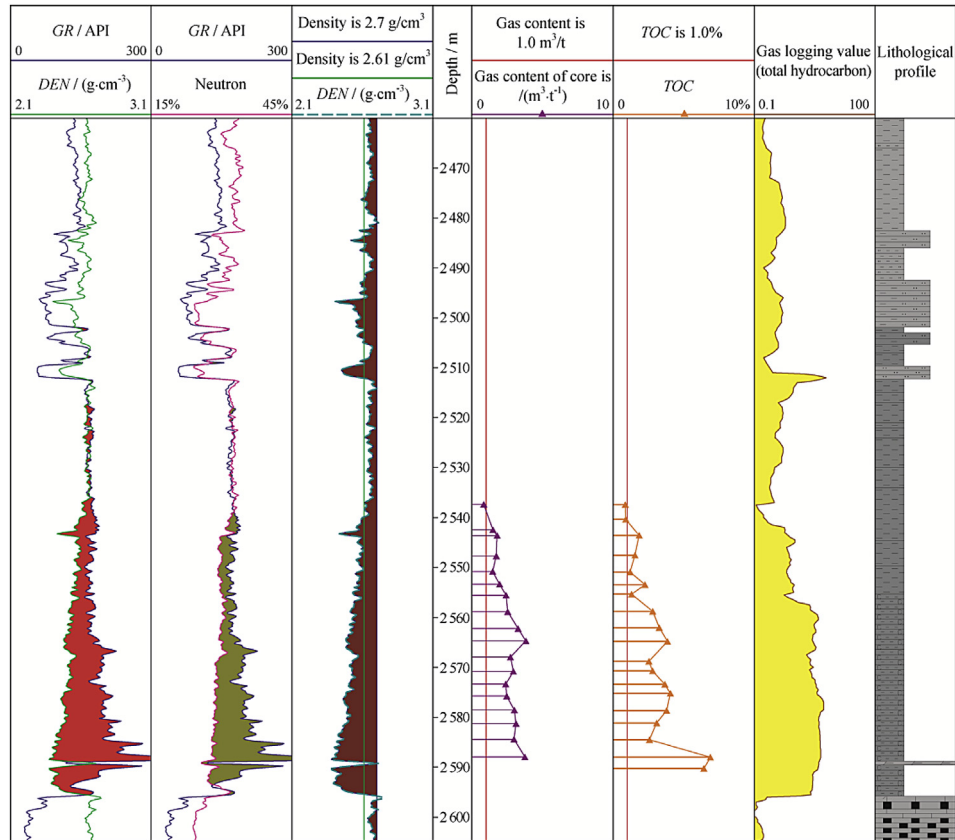 GR / API
0 300
DEN / (g·cm⁻³)
2.1 3.1
GR / API
0 300
Neutron
15% 45%
Density is 2.7 g/cm³
Density is 2.61 g/cm³
DEN / (g·cm⁻³)
2.1 3.1
Depth / m
Gas content is
1.0 m³/t
Gas content of core is
/(m³·t⁻¹)
0 10
TOC is 1.0%
TOC
0 10%
Gas logging value
(total hydrocarbon)
0.1 100
Lithological
profile
2 470
2 480
2 490
2 500
2 510
2 520
2 530
2 540
2 550
2 560
2 570
2 580
2 590
2 600